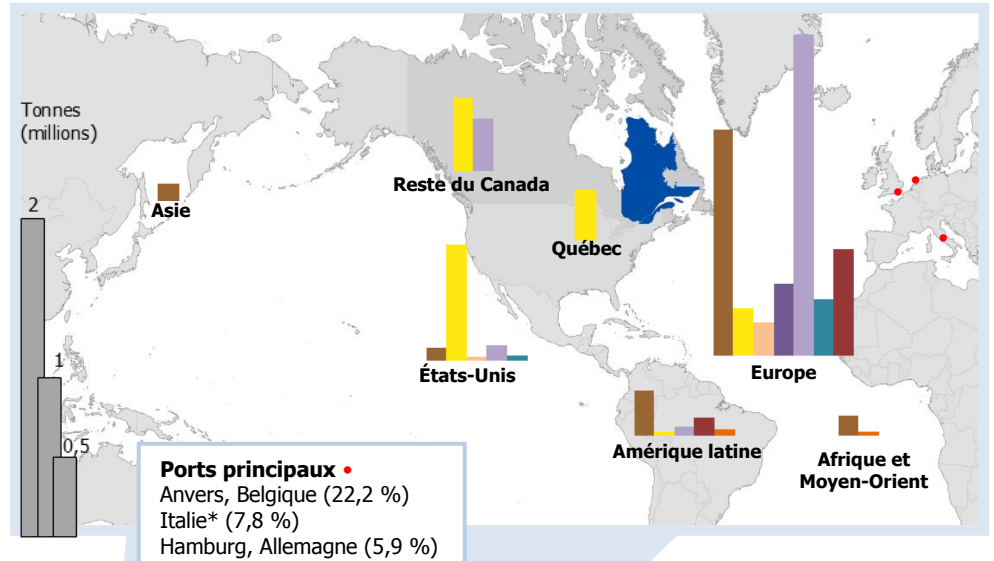 Tonnes
(millions)
2
1
0,5
Asie
Reste du Canada
Québec
États-Unis
Europe
Amérique latine
Afrique et
Moyen-Orient
Ports principaux •
Anvers, Belgique (22,2 %)
Italie* (7,8 %)
Hamburg, Allemagne (5,9 %)